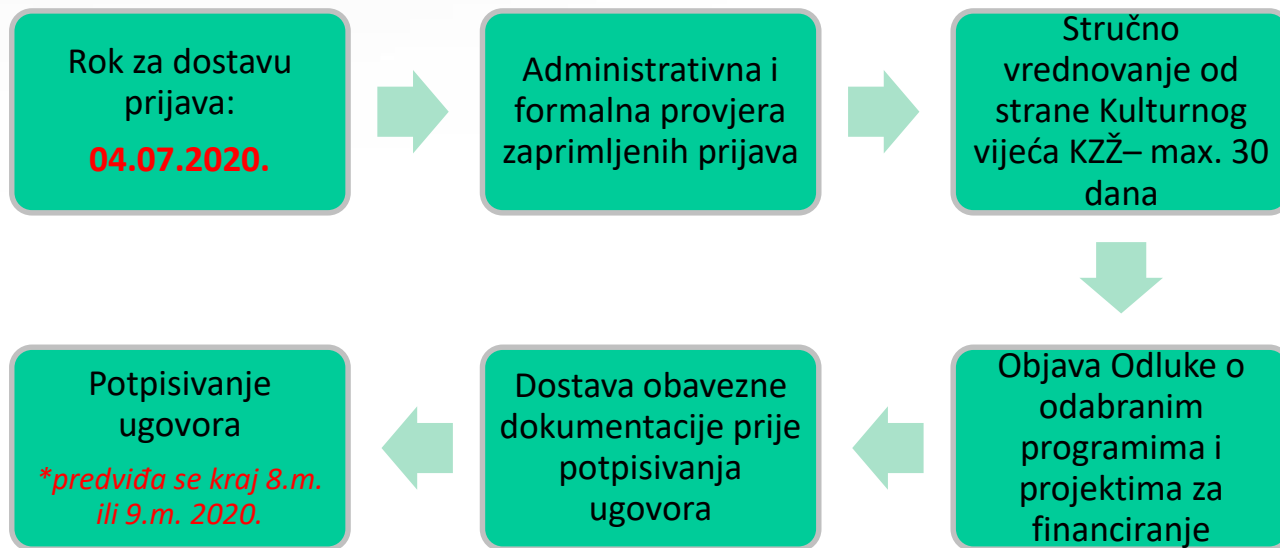 Rok za dostavu
prijava:
04.07.2020.
Administrativna i
formalna provjera
zaprimljenih prijava
Stručno
vrednovanje od
strane Kulturnog
vijeća KZŽ– max. 30
dana
Objava Odluke o
odabranim
programima i
projektima za
financiranje
Dostava obavezne
dokumentacije prije
potpisivanja
ugovora
Potpisivanje
ugovora
*predviđa se kraj 8.m.
ili 9.m. 2020.